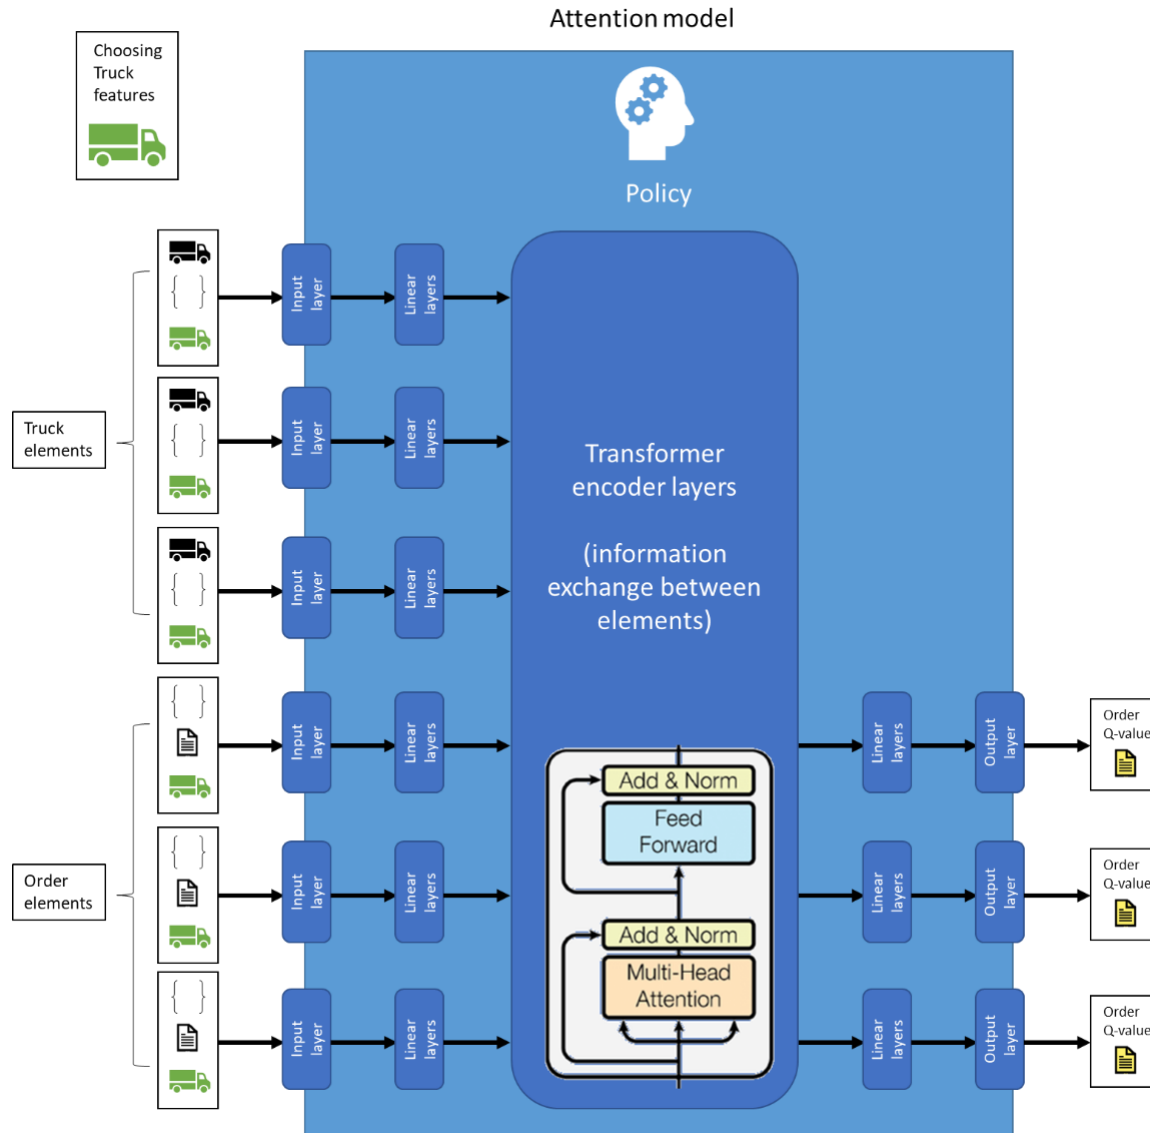 Attention model
Choosing
Truck
features
Policy
Truck
elements
Order
elements
Input
layer
Linear
layers
Input
layer
Linear
layers
Input
layer
Linear
layers
Input
layer
Linear
layers
Input
layer
Linear
layers
Input
layer
Linear
layers
Transformer
encoder layers
(information
exchange between
elements)
Add & Norm
Feed
Forward
Add & Norm
Multi-Head
Attention
Linear
layers
Output
layer
Order
Q-value
Linear
layers
Output
layer
Order
Q-value
Linear
layers
Output
layer
Order
Q-value